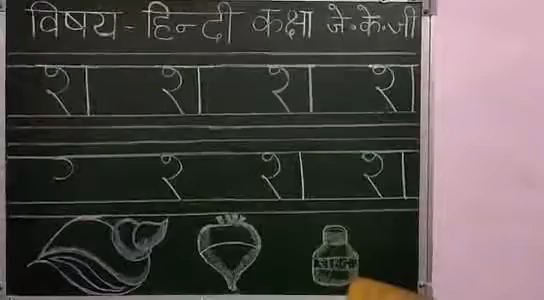 विषय - हिन्दी कक्षा जे.के.जी
श श श श
श श